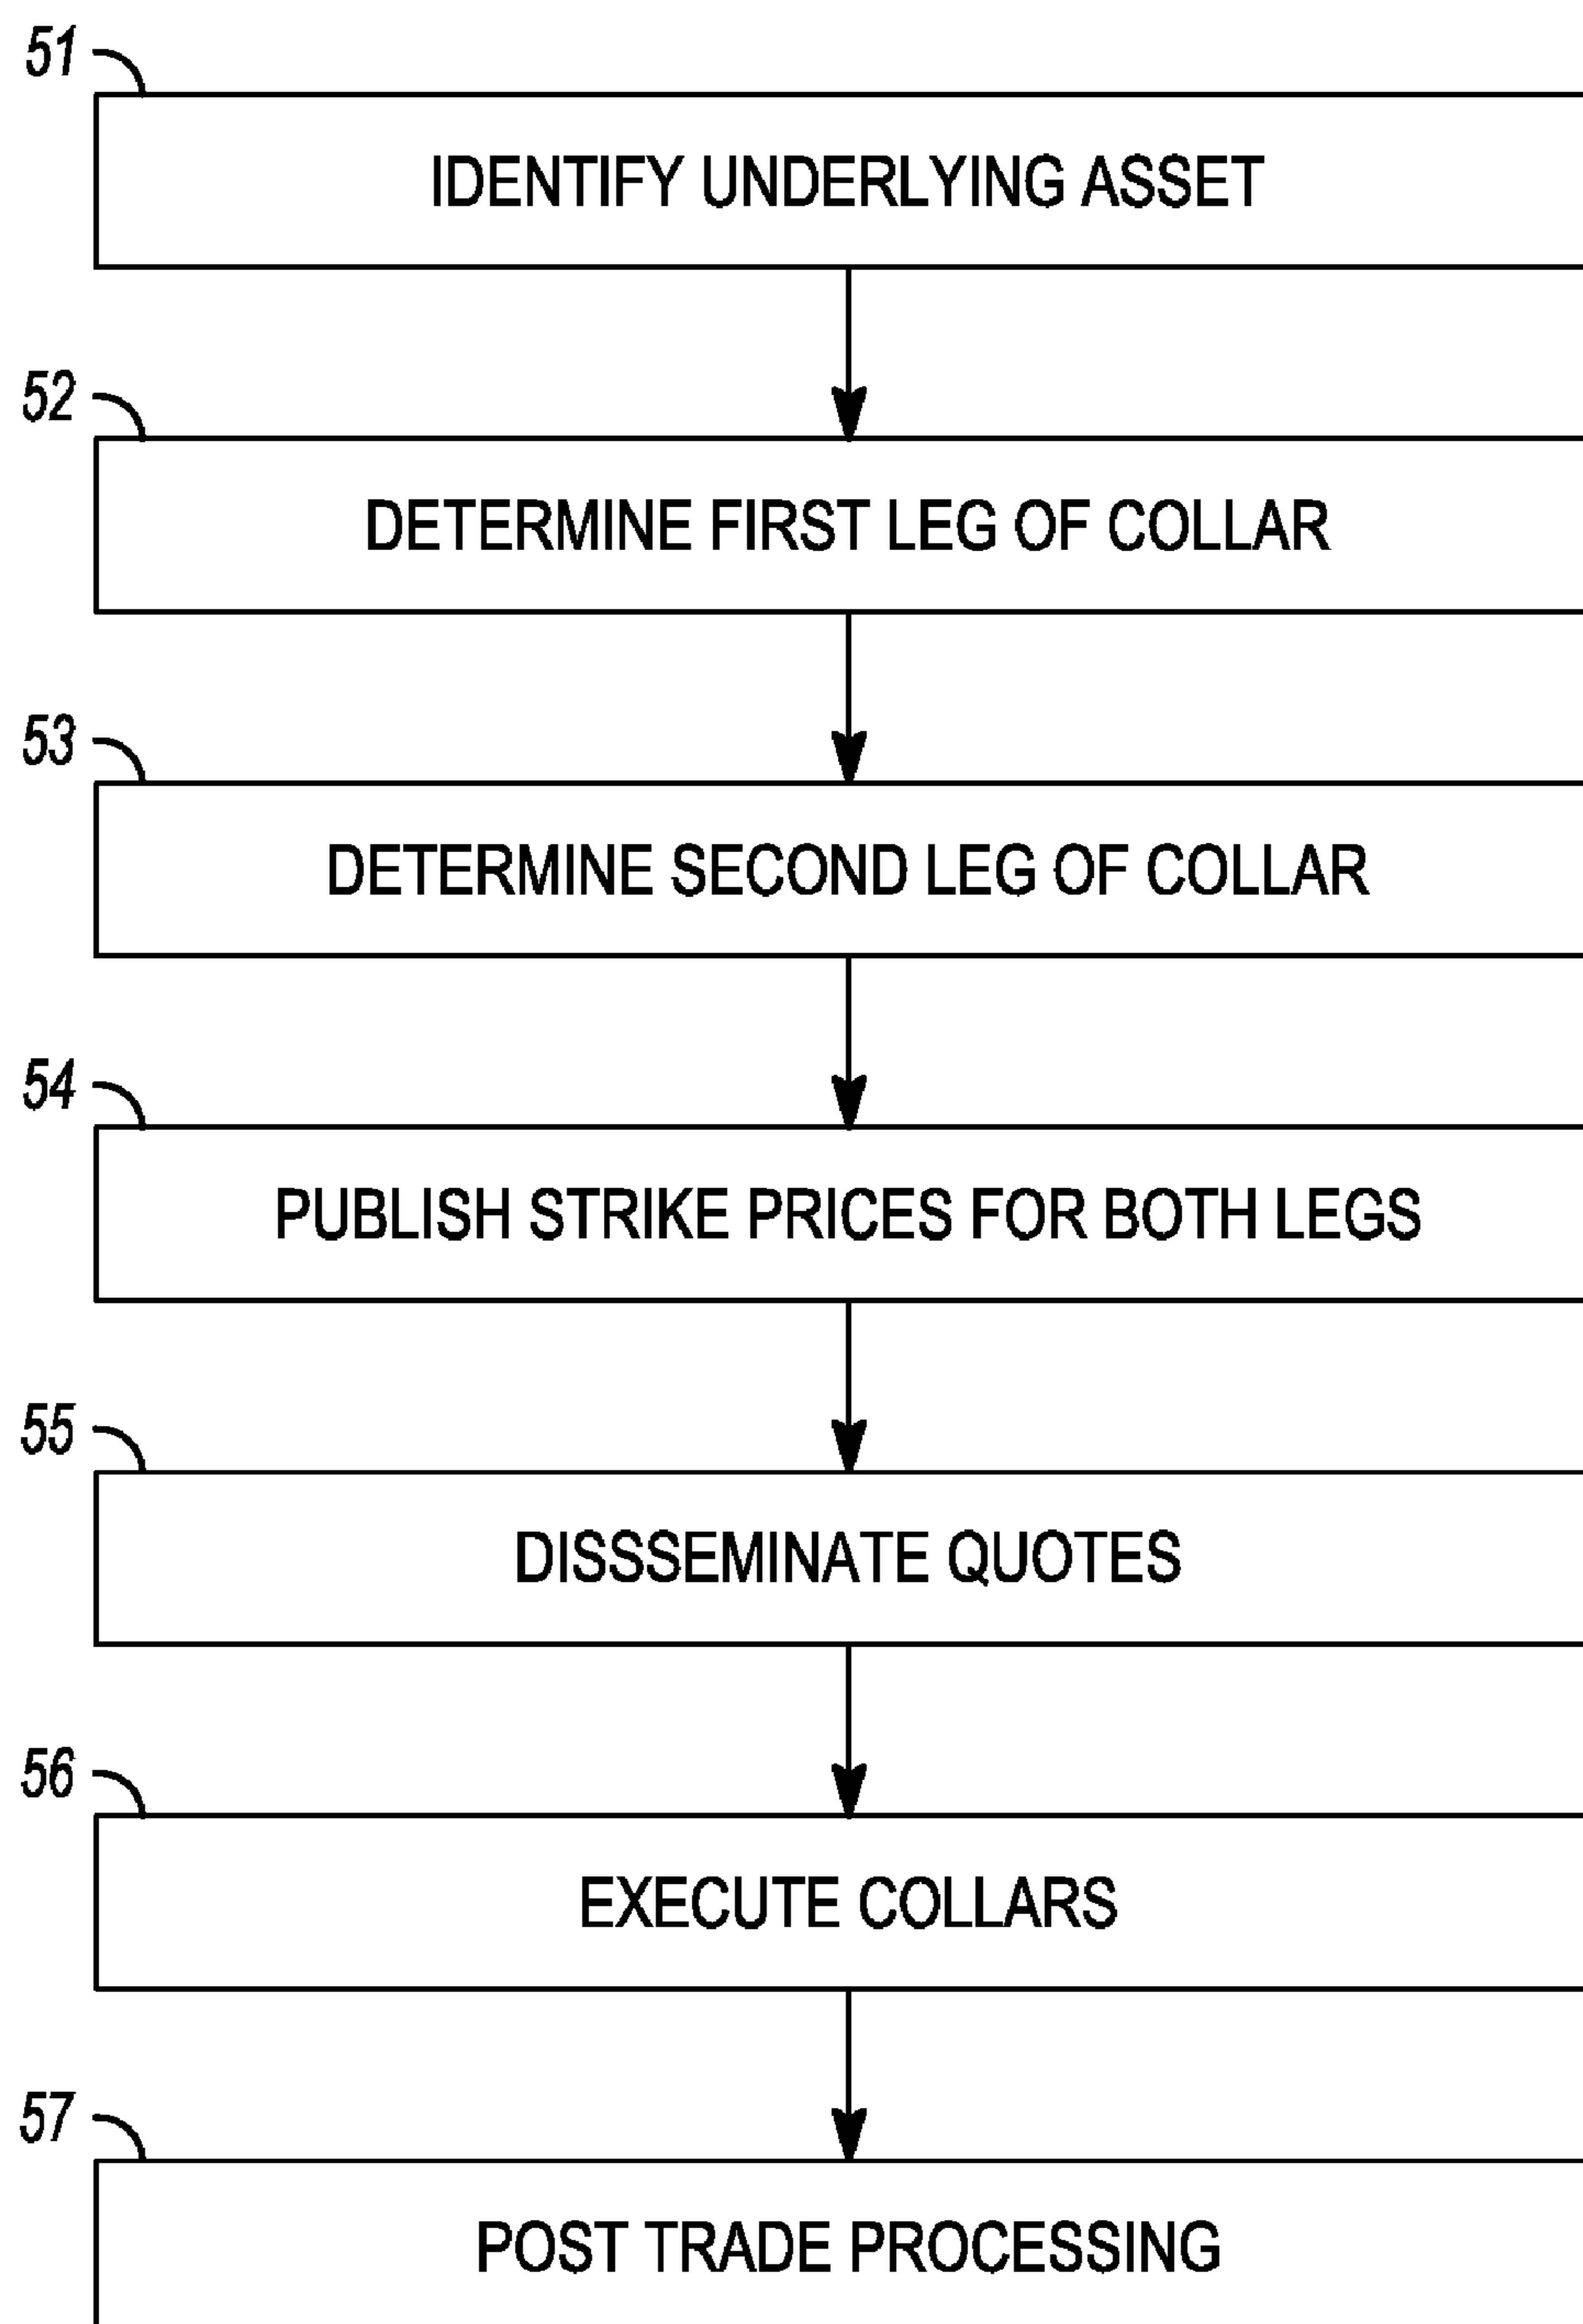 51
IDENTIFY UNDERLYING ASSET
52
DETERMINE FIRST LEG OF COLLAR
53
DETERMINE SECOND LEG OF COLLAR
54
PUBLISH STRIKE PRICES FOR BOTH LEGS
55
DISSSEMINATE QUOTES
56
EXECUTE COLLARS
57
POST TRADE PROCESSING